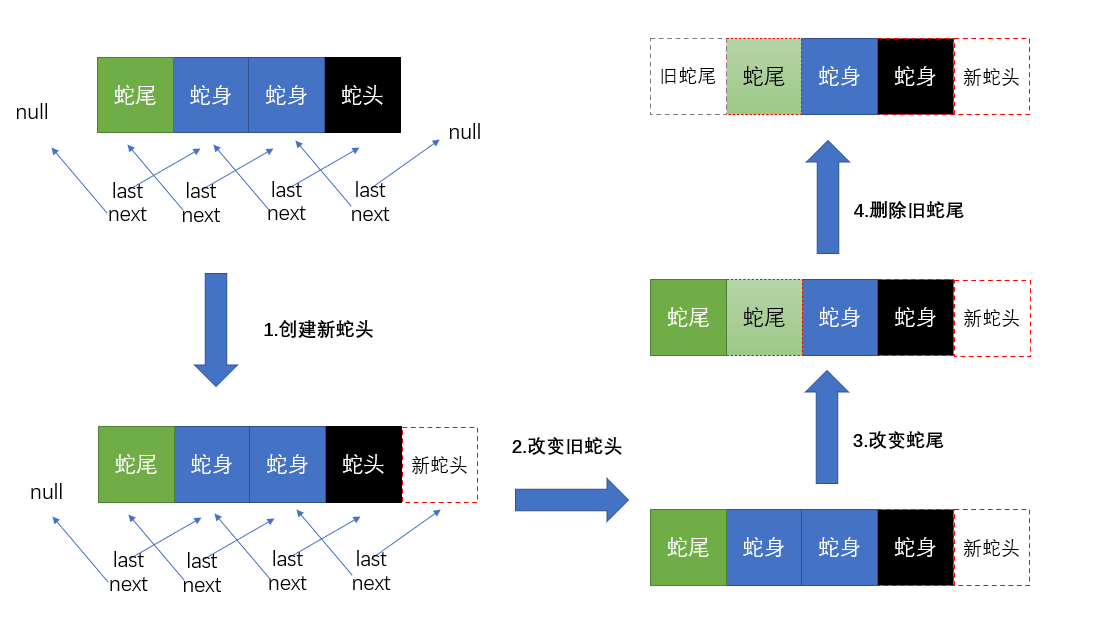 null
蛇尾 蛇身 蛇身 蛇头
null
last last last last
next next next next
1.创建新蛇头
null
蛇尾 蛇身 蛇身 蛇头 新蛇头
last last last last
next next next next
2.改变旧蛇头
蛇尾 蛇身 蛇身 蛇身 新蛇头
3.改变蛇尾
蛇尾 蛇尾 蛇身 蛇身 新蛇头
4.删除旧蛇尾
旧蛇尾 蛇尾 蛇身 蛇身 新蛇头